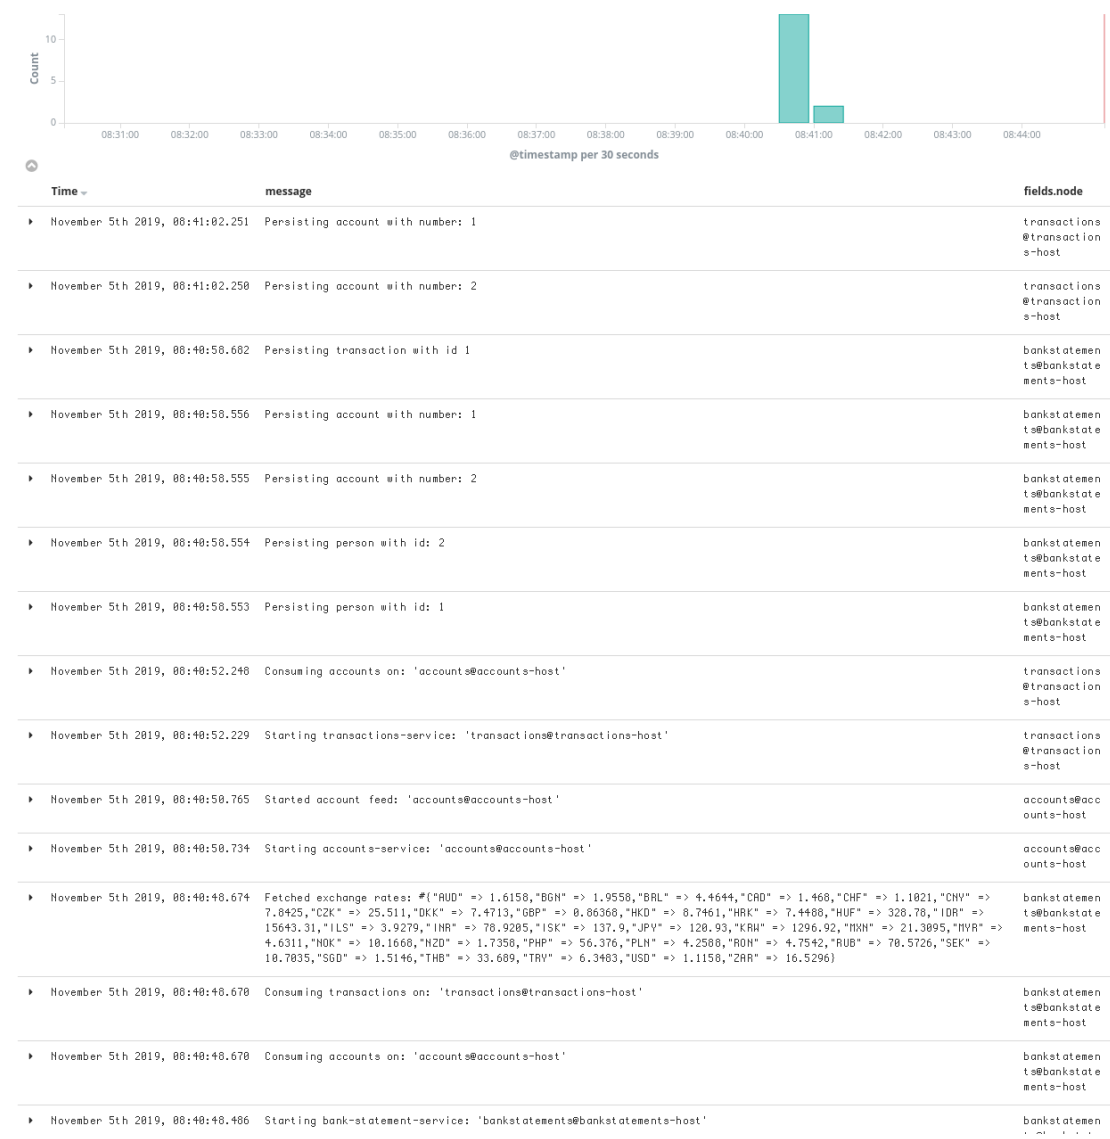 10
5
0
Count
08:31:00 08:32:00 08:33:00 08:34:00 08:35:00 08:36:00 08:37:00 08:38:00 08:39:00 08:40:00 08:41:00 08:42:00 08:43:00 08:44:00
@timestamp per 30 seconds
Time message fields.node
November 5th 2019, 08:41:02.251 Persisting account with number: 1 transactions
@transaction
s-host
November 5th 2019, 08:41:02.250 Persisting account with number: 2 transactions
@transaction
s-host
November 5th 2019, 08:40:58.682 Persisting transaction with id 1 bankstatemen
ts@bankstate
ments-host
November 5th 2019, 08:40:58.556 Persisting account with number: 1 bankstatemen
ts@bankstate
ments-host
November 5th 2019, 08:40:58.555 Persisting account with number: 2 bankstatemen
ts@bankstate
ments-host
November 5th 2019, 08:40:58.554 Persisting person with id: 2 bankstatemen
ts@bankstate
ments-host
November 5th 2019, 08:40:58.553 Persisting person with id: 1 bankstatemen
ts@bankstate
ments-host
November 5th 2019, 08:40:52.248 Consuming accounts on: 'accounts@accounts-host' transactions
@transaction
s-host
November 5th 2019, 08:40:52.229 Starting transactions-service: 'transactions@transactions-host' transactions
@transaction
s-host
November 5th 2019, 08:40:50.765 Started account feed: 'accounts@accounts-host' accounts@acc
ounts-host
November 5th 2019, 08:40:50.734 Starting accounts-service: 'accounts@accounts-host' accounts@acc
ounts-host
November 5th 2019, 08:40:48.674 Fetched exchange rates: #{"AUD" => 1.6158,"BGN" => 1.9558,"BRL" => 4.4644,"CAD" => 1.468,"CHF" => 1.1021,"CNY" => bankstatemen
7.8425,"CZK" => 25.511,"DKK" => 7.4713,"GBP" => 0.86368,"HKD" => 8.7461,"HRK" => 7.4488,"HUF" => 328.78,"IDR" => ts@bankstate
15643.31,"ILS" => 3.9279,"INR" => 78.9205,"ISK" => 137.9,"JPY" => 120.93,"KRW" => 1296.92,"MXN" => 21.3095,"MYR" => ments-host
4.6311,"NOK" => 10.1668,"NZD" => 1.7358,"PHP" => 56.376,"PLN" => 4.2588,"RON" => 4.7542,"RUB" => 70.5726,"SEK" =>
10.7035,"SGD" => 1.5146,"THB" => 33.689,"TRY" => 6.3483,"USD" => 1.1158,"ZAR" => 16.5296}
November 5th 2019, 08:40:48.670 Consuming transactions on: 'transactions@transactions-host' bankstatemen
ts@bankstate
ments-host
November 5th 2019, 08:40:48.670 Consuming accounts on: 'accounts@accounts-host' bankstatemen
ts@bankstate
ments-host
November 5th 2019, 08:40:48.486 Starting bank-statement-service: 'bankstatements@bankstatements-host' bankstatemen